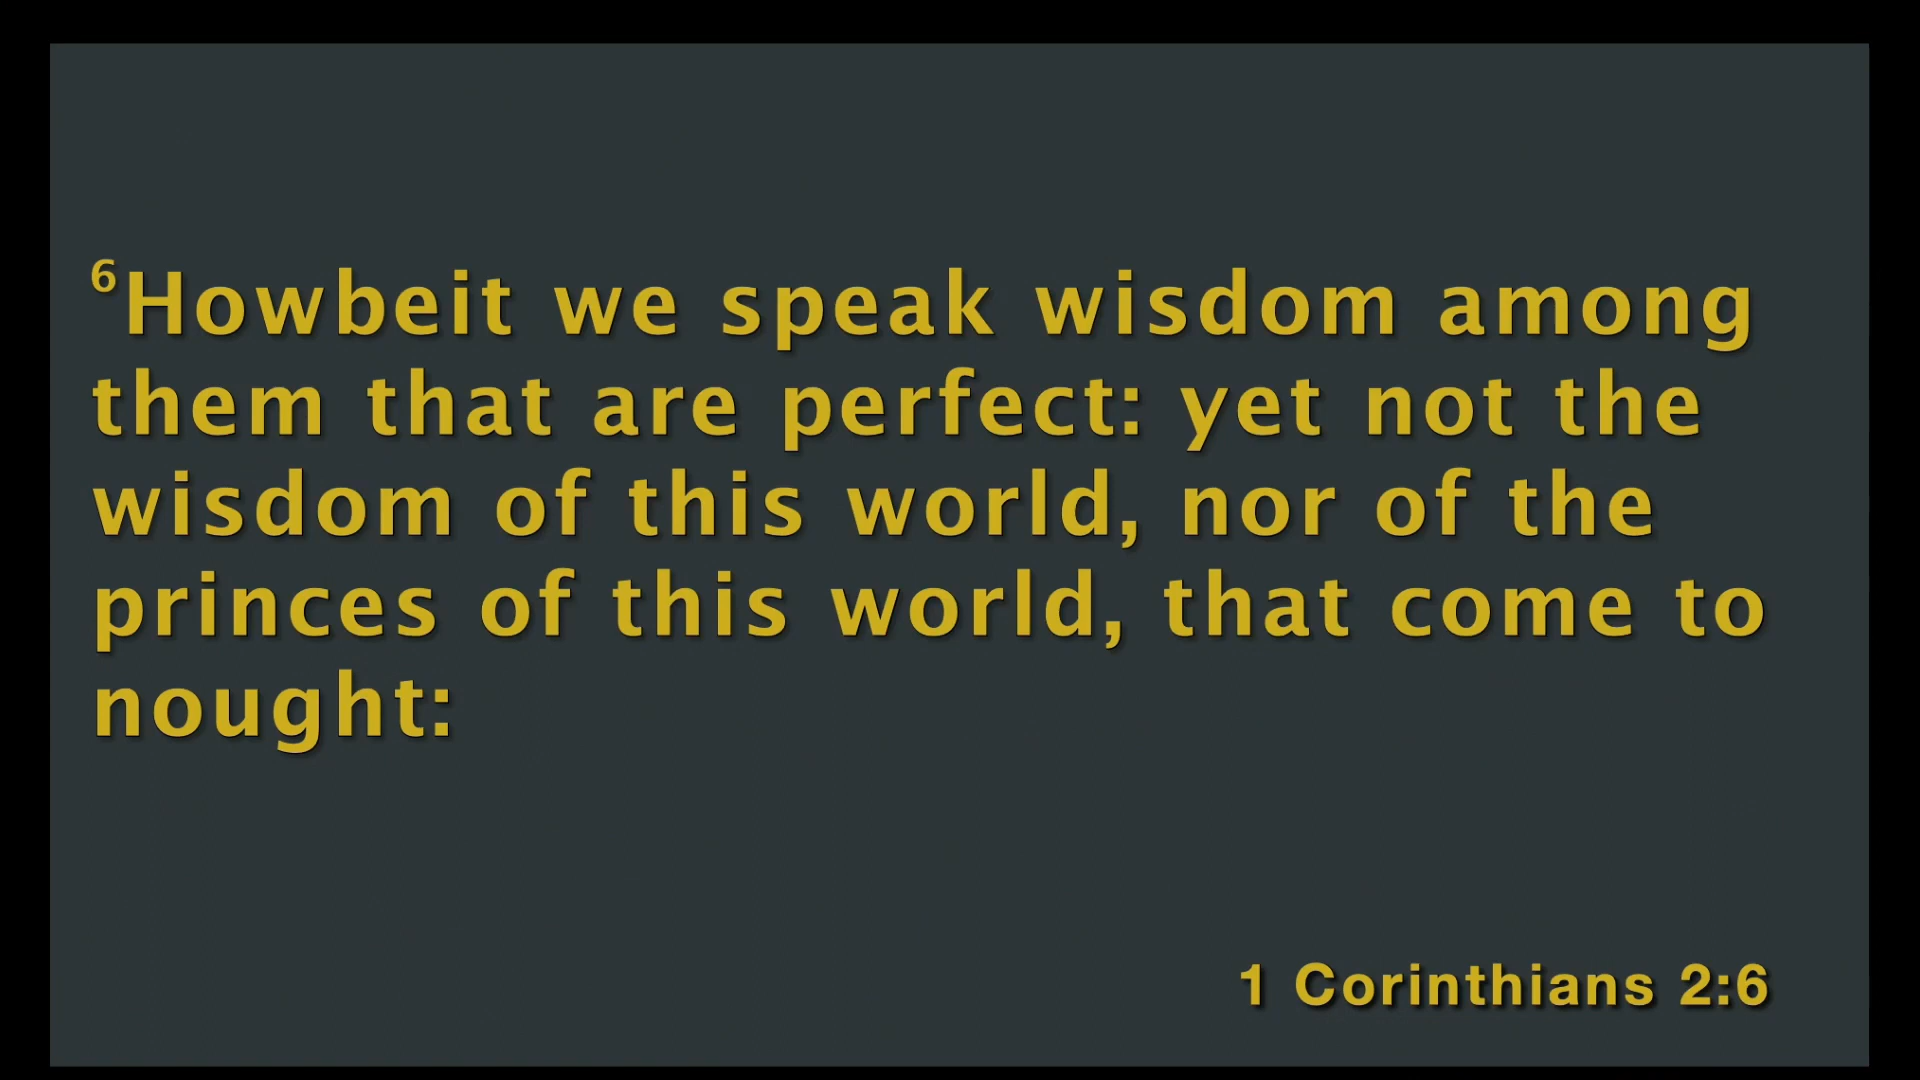 6Howbeit we speak wisdom among
them that are perfect: yet not the
wisdom of this world, nor of the
princes of this world, that come to
nought:
1 Corinthians 2:6